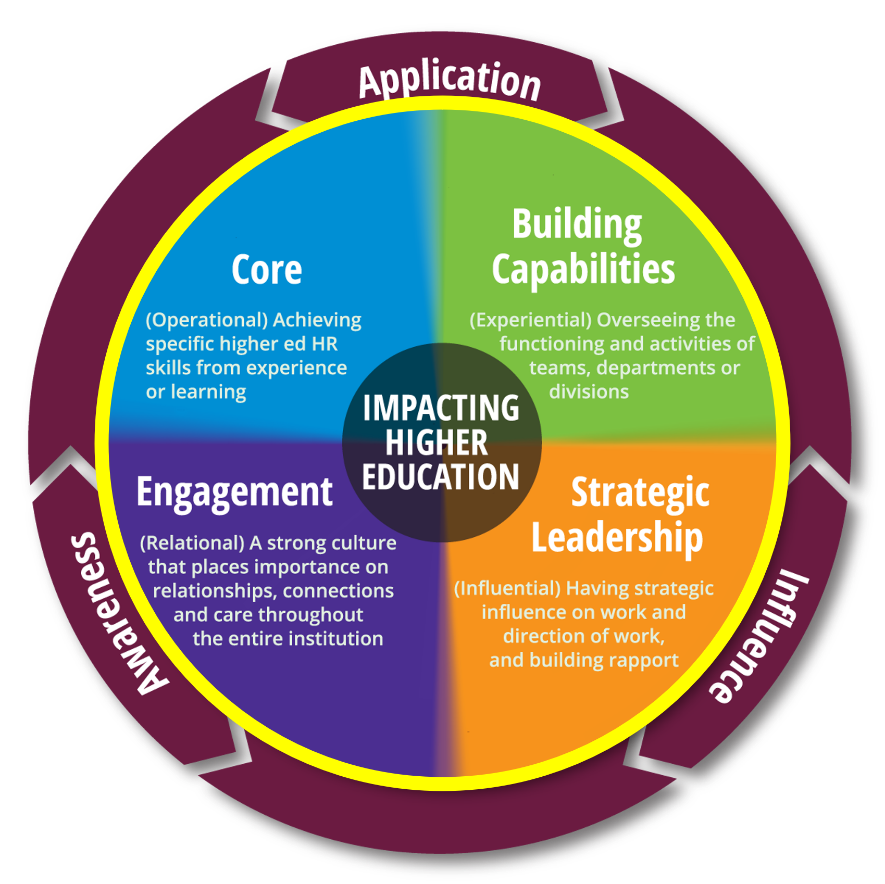 Application
Core
(Operational) Achieving
specific higher ed HR
skills from experience
or learning
Building
Capabilities
(Experiential) Overseeing the
functioning and activities of
teams, departments or
divisions
IMPACTING
HIGHER
EDUCATION
Engagement
(Relational) A strong culture
that places importance on
relationships, connections
and care throughout
the entire institution
Strategic
Leadership
(Influential) Having strategic
influence on work and
direction of work,
and building rapport
Awareness
Influence